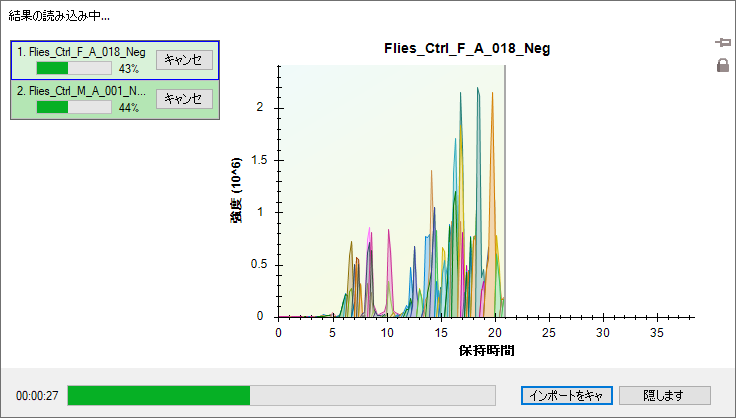 結果の読み込み中...
1. Flies_Ctrl_F_A_018_Neg
キャンセ
43%
2. Flies_Ctrl_M_A_001_N...
キャンセ
44%
Flies_Ctrl_F_A_018_Neg
強度 (10^6)
2
1.5
1
0.5
0
0 5 10 15 20 25 30 35
保持時間
00:00:27
インポートをキャ
隠します